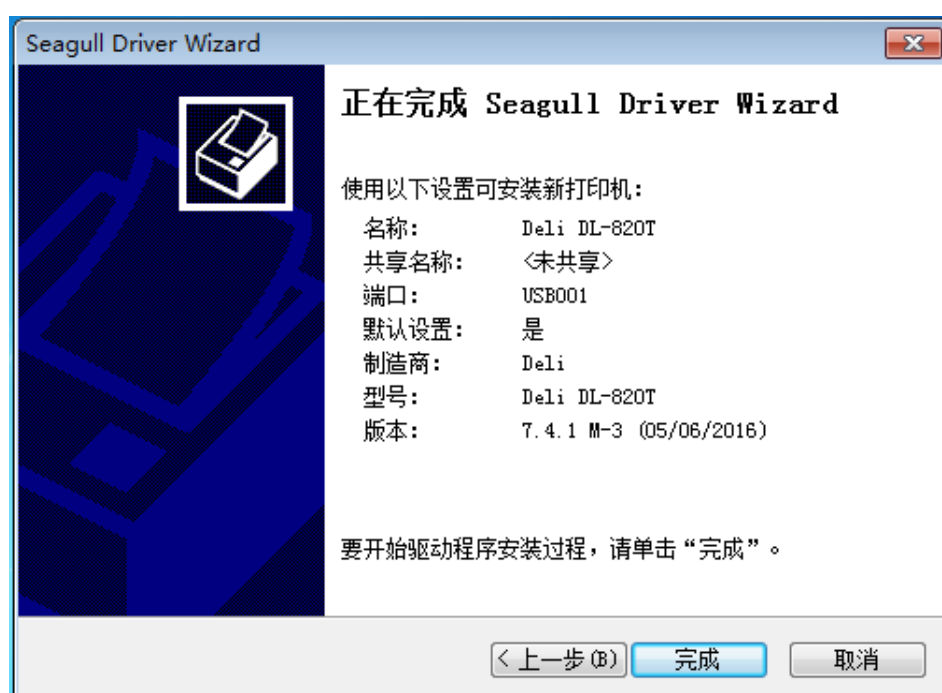 Seagull Driver Wizard
正在完成 Seagull Driver Wizard
使用以下设置可安装新打印机：
名称： Deli DL-820T
共享名称： <未共享>
端口： USB001
默认设置： 是
制造商： Deli
型号： Deli DL-820T
版本： 7.4.1 M-3 (05/06/2016)
要开始驱动程序安装过程，请单击“完成”。
< 上一步(B) 完成 取消